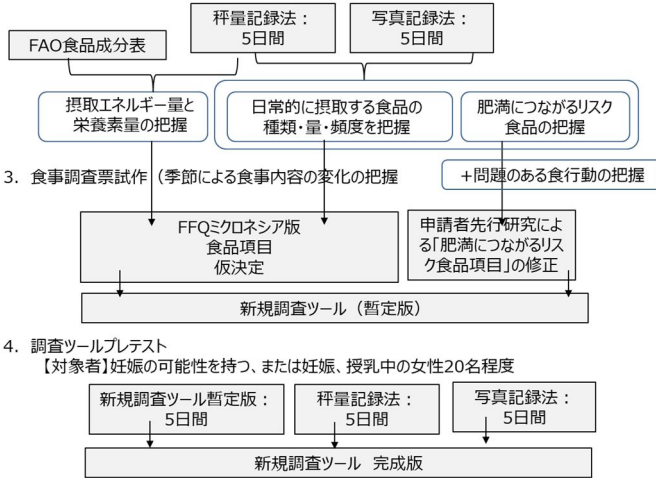 秤量記録法：
5日間
写真記録法：
5日間
FAO食品成分表
摂取エネルギー量と
栄養素量の把握
日常的に摂取する食品の
種類・量・頻度を把握
肥満につながるリスク
食品の把握
3．食事調査票試作（季節による食事内容の変化の把握
+問題のある食行動の把握
FFQミクロネシア版
食品項目
仮決定
申請者先行研究によ
る「肥満につながるリス
ク食品項目」の修正
新規調査ツール（暫定版）
4．調査ツールプレテスト
【対象者】妊娠の可能性を持つ、または妊娠、授乳中の女性20名程度
新規調査ツール暫定版：
5日間
秤量記録法：
5日間
写真記録法：
5日間
新規調査ツール 完成版